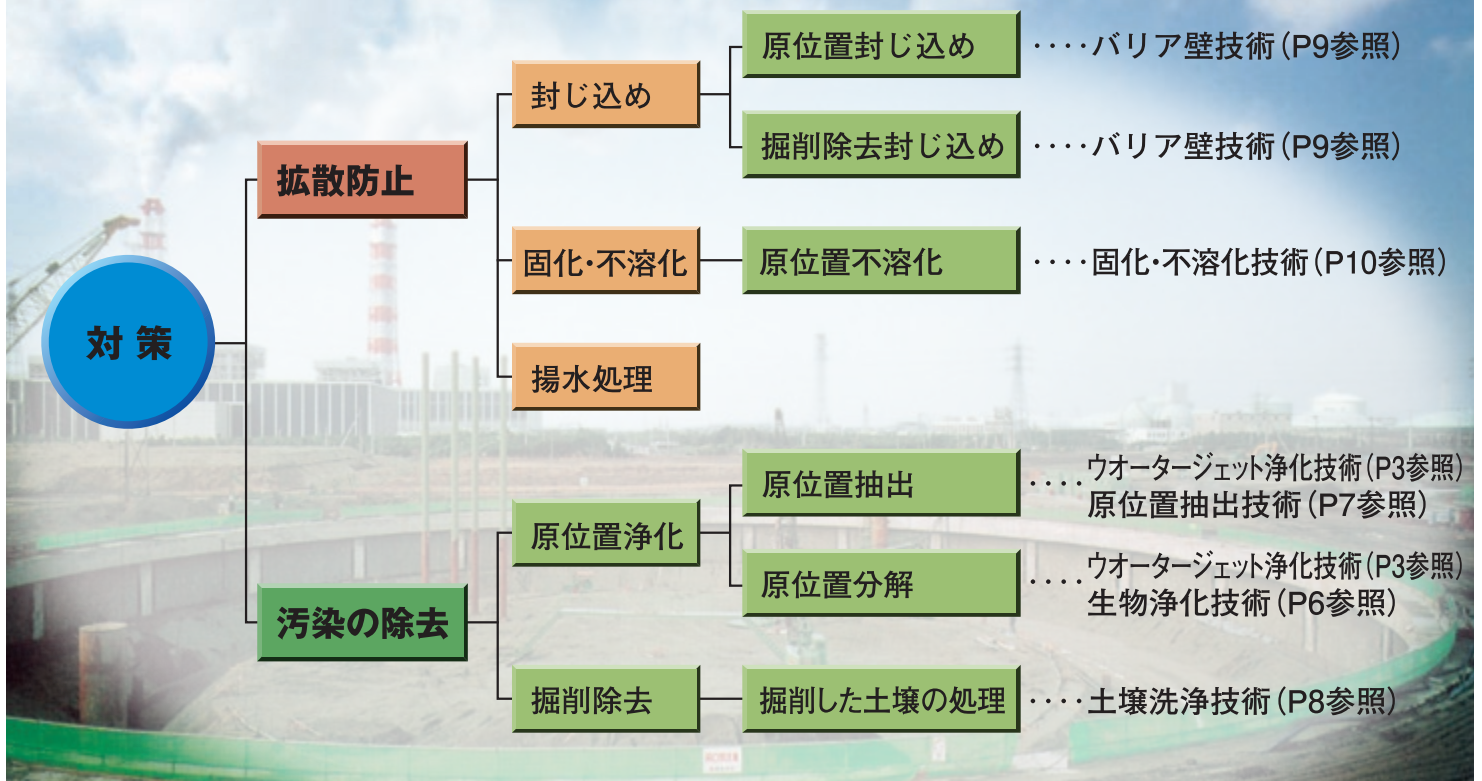 対策
拡散防止
封じ込め
原位置封じ込め ‥‥バリア壁技術(P9参照)
掘削除去封じ込め ‥‥バリア壁技術(P9参照)
固化・不溶化
原位置不溶化 ‥‥固化・不溶化技術(P10参照)
揚水処理
汚染の除去
原位置浄化
原位置抽出 ‥‥ウオータージェット浄化技術(P3参照)
原位置抽出技術(P7参照)
原位置分解 ‥‥ウオータージェット浄化技術(P3参照)
生物浄化技術(P6参照)
掘削除去
掘削した土壌の処理 ‥‥土壌洗浄技術(P8参照)